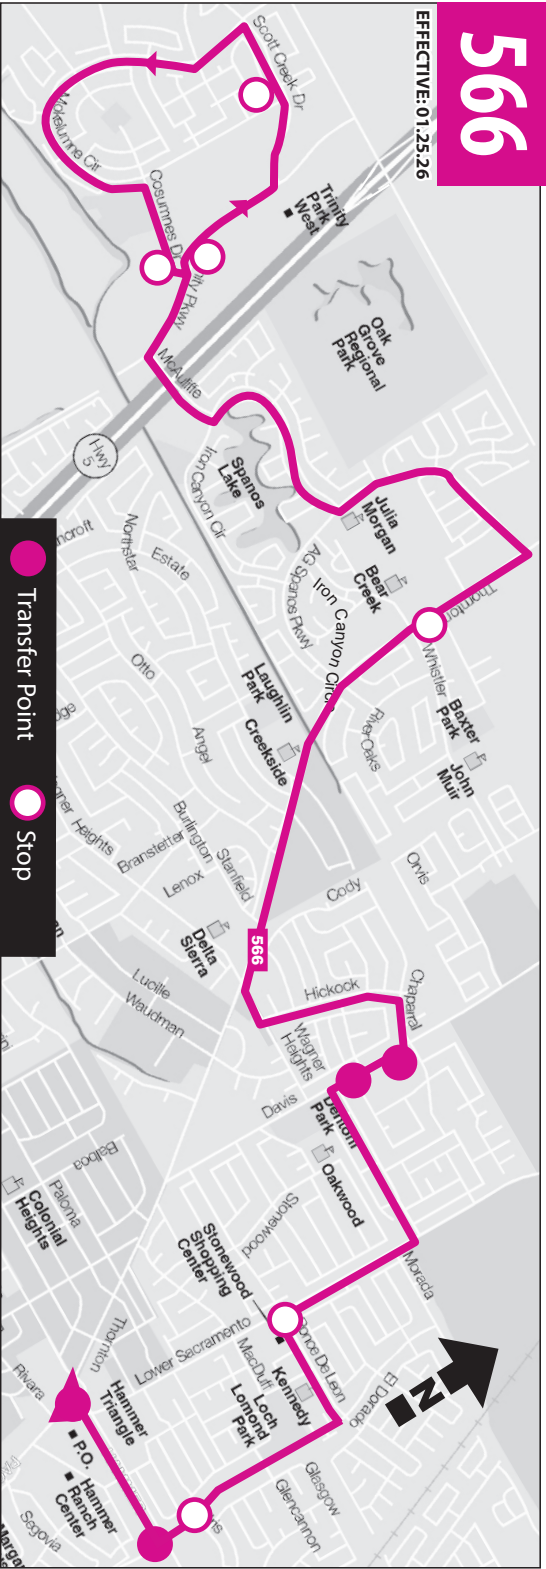 566
EFFECTIVE: 01.25.26
Scott Creek Dr
Mokelumne Cir
Cosumnes Dr
Trinity
Park
West
Pkwy
McAuliffe
Oak
Grove
Regional
Park
Hwy
5
Spanos
Lake
Iron Canyon Cir
Julia
Morgan
Bear
Creek
AG Spanos Pkwy
Iron Canyon Circle
Thornton
Whistler
Northstar
Estate
Otto
Angel
Laughlin
Park
Creekside
River Oaks
Baxter
Park
John
Muir
Heights
Branstetter
Burlington
Stanfield
Lenox
Cody
Orvis
Delta
Sierra
566
Lucille
Waudman
Hickock
Chaparral
Wagner
Heights
Davis
Park
Oakwood
Balboa
Paloma
Colonial
Heights
Stonewood
Stonewood
Shopping
Center
Morada
Ponce De Leon
El Dorado
N
Thornton
Lower Sacramento
MacDuff
Kennedy
Loch
Lomond
Park
Rivara
Hammer
Triangle
P.O.
Hammer
Ranch
Center
Glasgow
Glencannon
Segovia
Transfer Point
Stop